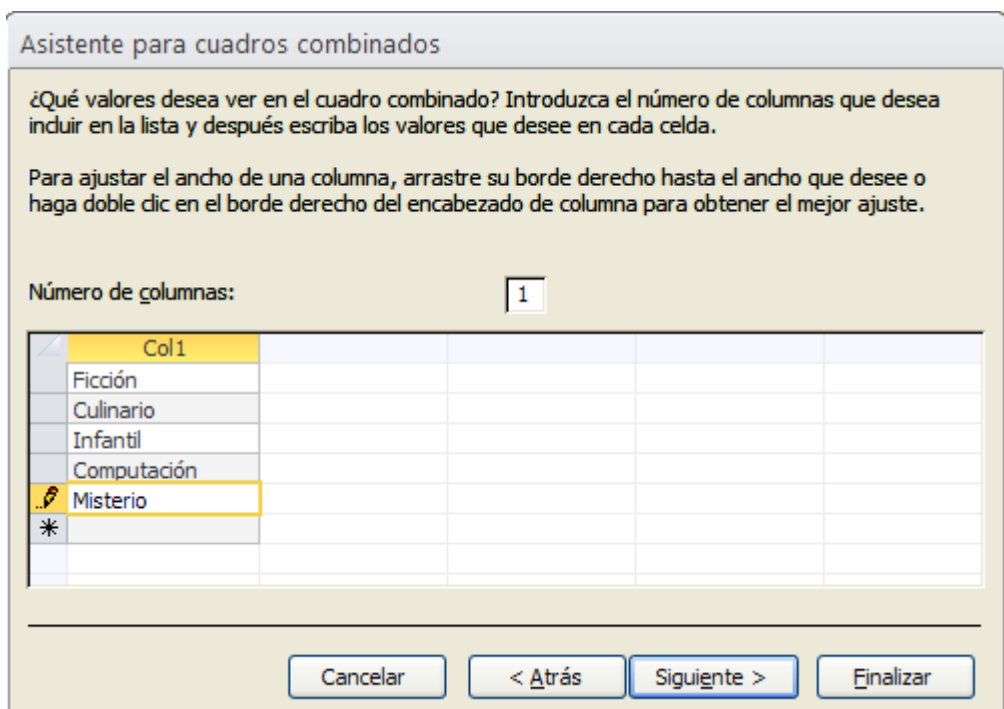 Asistente para cuadros combinados
¿Qué valores desea ver en el cuadro combinado? Introduzca el número de columnas que desea
incluir en la lista y después escriba los valores que desee en cada celda.
Para ajustar el ancho de una columna, arrastre su borde derecho hasta el ancho que desee o
haga doble clic en el borde derecho del encabezado de columna para obtener el mejor ajuste.
Número de columnas: 1
Col1
Ficción
Culinario
Infantil
Computación
Misterio
Cancelar < Atrás Siguiente > Finalizar